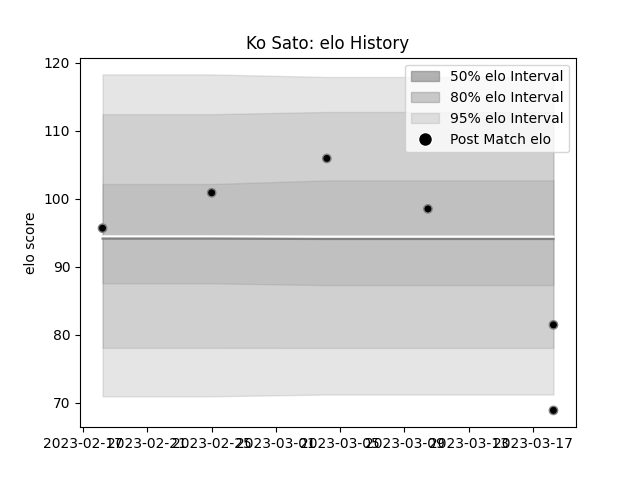 Ko Sato: elo History
120
110
100
90
80
70
elo score
50% elo Interval
80% elo Interval
95% elo Interval
Post Match elo
2023-02-17 2023-02-21 2023-02-25 2023-03-01 2023-03-05 2023-03-09 2023-03-13 2023-03-17